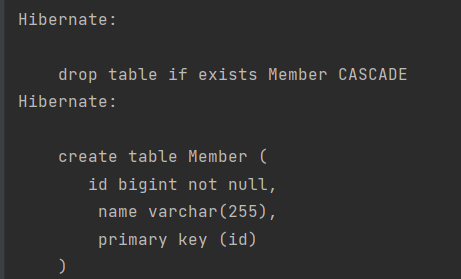 Hibernate:
drop table if exists Member CASCADE
Hibernate:
create table Member (
id bigint not null,
name varchar(255),
primary key (id)
)